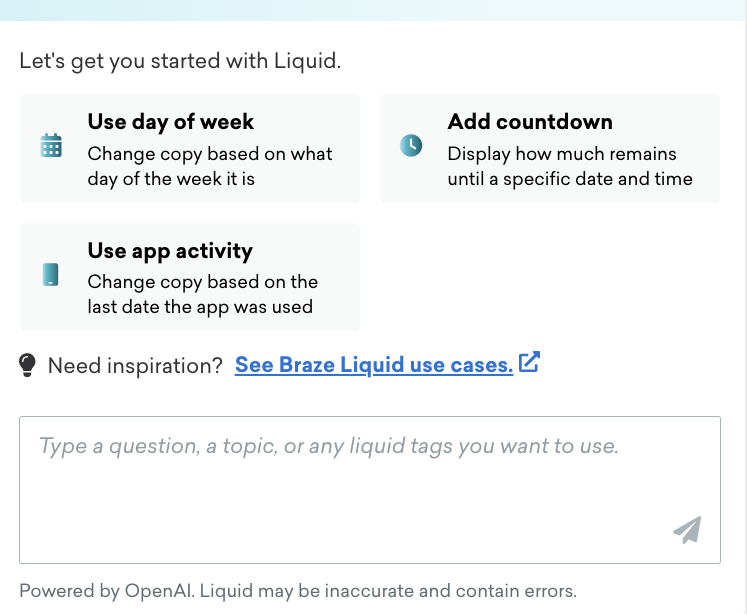 Let's get you started with Liquid.
Use day of week
Change copy based on what
day of the week it is
Add countdown
Display how much remains
until a specific date and time
Use app activity
Change copy based on the
last date the app was used
Need inspiration? See Braze Liquid use cases.
Type a question, a topic, or any liquid tags you want to use.
Powered by OpenAI. Liquid may be inaccurate and contain errors.